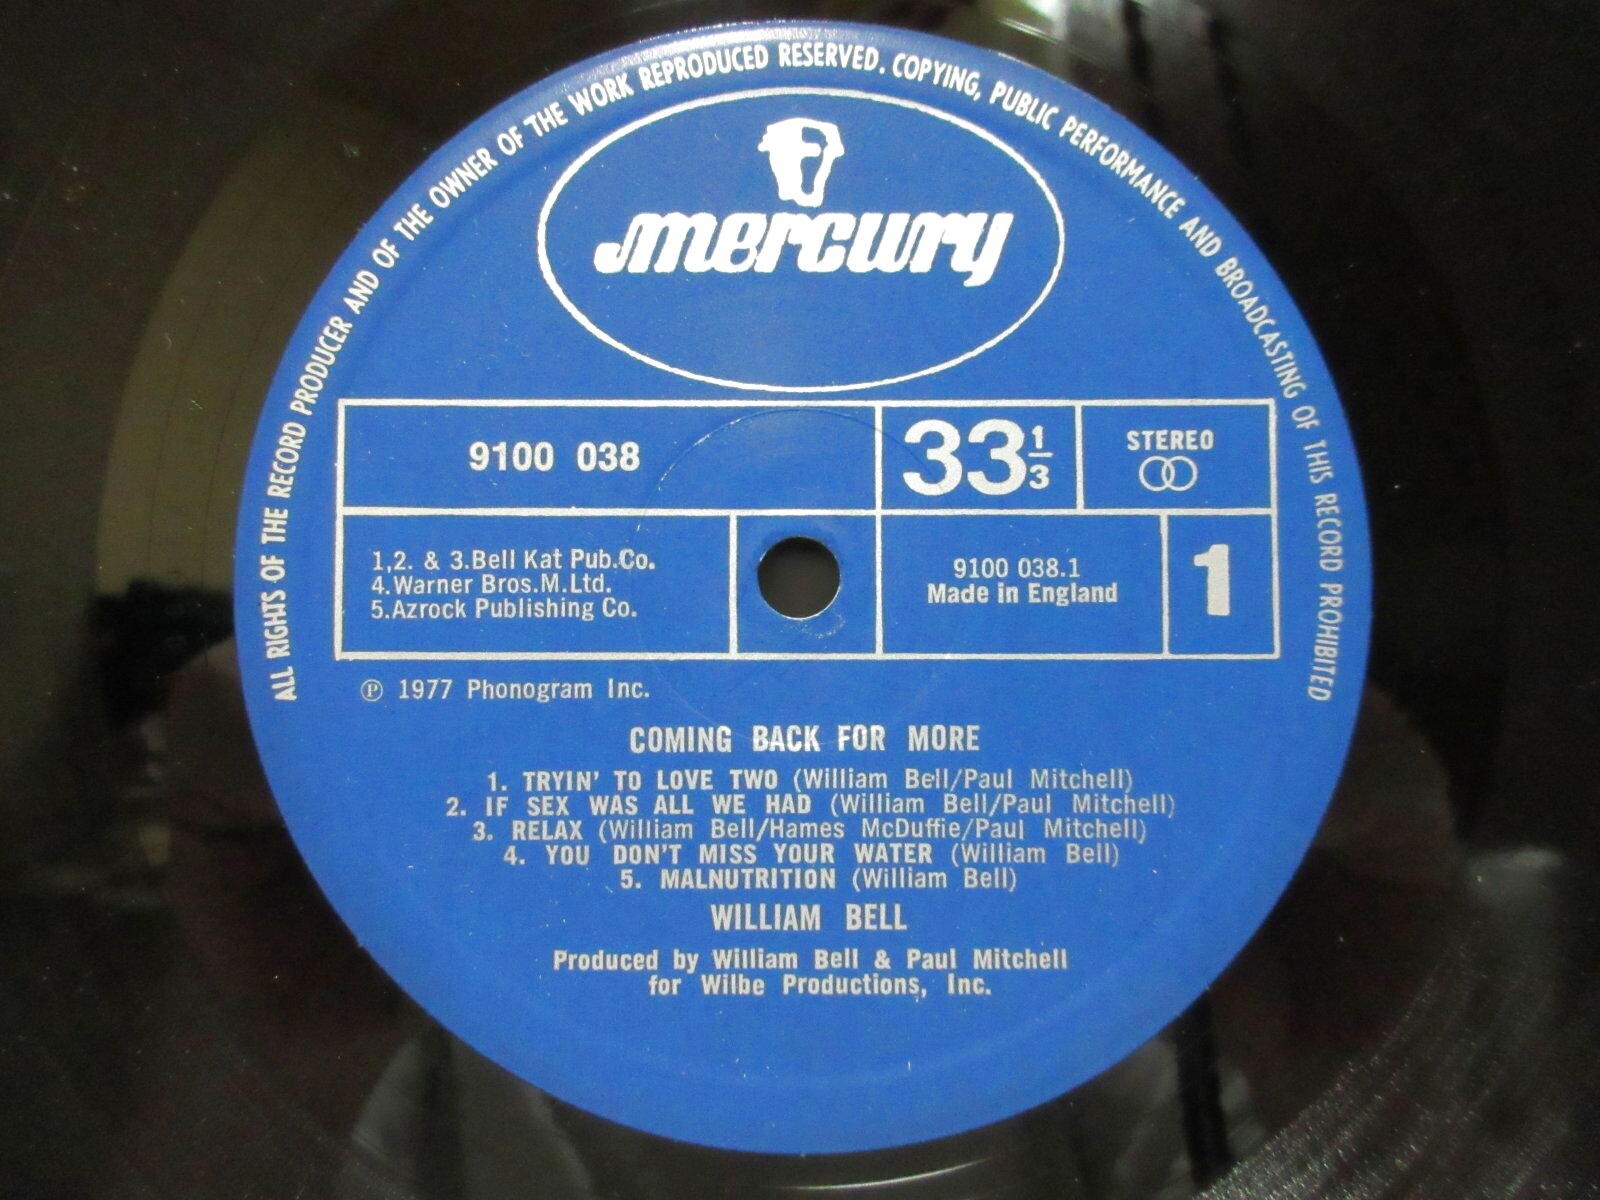 ALL RIGHTS OF THE RECORD PRODUCER AND OF THE OWNER OF THE WORK REPRODUCED RESERVED. COPYING, PUBLIC PERFORMANCE AND BROADCASTING OF THIS RECORD PROHIBITED
mercury
9100 038
33 1/3
STEREO
1,2. & 3.Bell Kat Pub.Co.
4.Warner Bros.M.Ltd.
5.Azrock Publishing Co.
9100 038.1
Made in England
1
Ⓟ 1977 Phonogram Inc.
COMING BACK FOR MORE
1. TRYIN' TO LOVE TWO (William Bell/Paul Mitchell)
2. IF SEX WAS ALL WE HAD (William Bell/Paul Mitchell)
3. RELAX (William Bell/Hames McDuffie/Paul Mitchell)
4. YOU DON'T MISS YOUR WATER (William Bell)
5. MALNUTRITION (William Bell)
WILLIAM BELL
Produced by William Bell & Paul Mitchell
for Wilbe Productions, Inc.